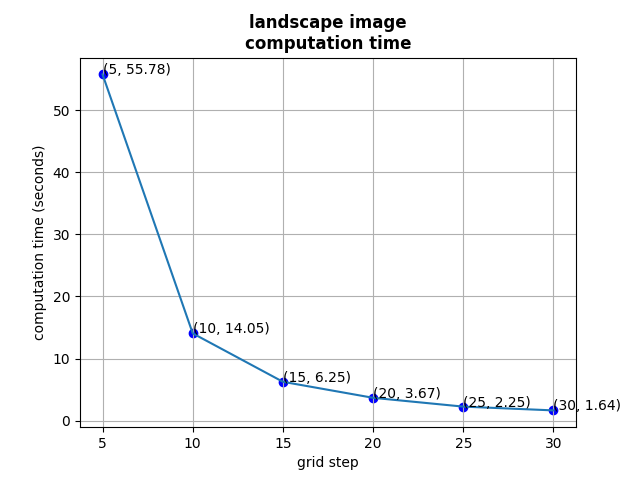 landscape image
computation time
computation time (seconds)
50
40
30
20
10
0
(5, 55.78)
(10, 14.05)
(15, 6.25)
(20, 3.67)
(25, 2.25)
(30, 1.64)
5 10 15 20 25 30
grid step